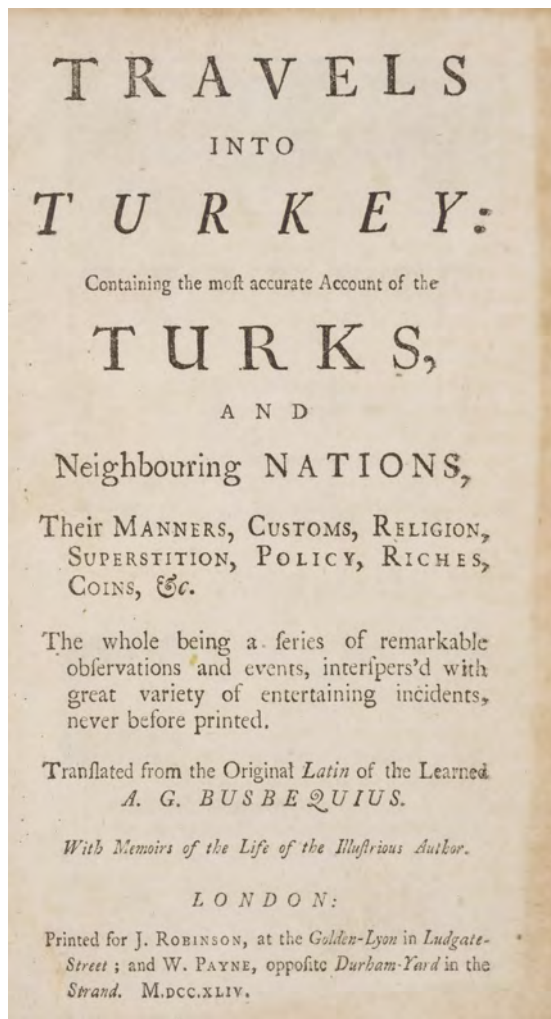 TRAVELS
INTO
TURKEY:
Containing the moſt accurate Account of the
TURKS,
AND
Neighbouring NATIONS,
Their MANNERS, CUSTOMS, RELIGION,
SUPERSTITION, POLICY, RICHES,
COINS, &c.
The whole being a ſeries of remarkable
obſervations and events, interſpers'd with
great variety of entertaining incidents,
never before printed.
Tranſlated from the Original Latin of the Learned
A. G. BUSBEQUIUS.
With Memoirs of the Life of the Illuſtrious Author.
LONDON:
Printed for J. ROBINSON, at the Golden-Lyon in Ludgate-
Street; and W. PAYNE, oppoſite Durham-Yard in the
Strand. M.DCC.XLIV.